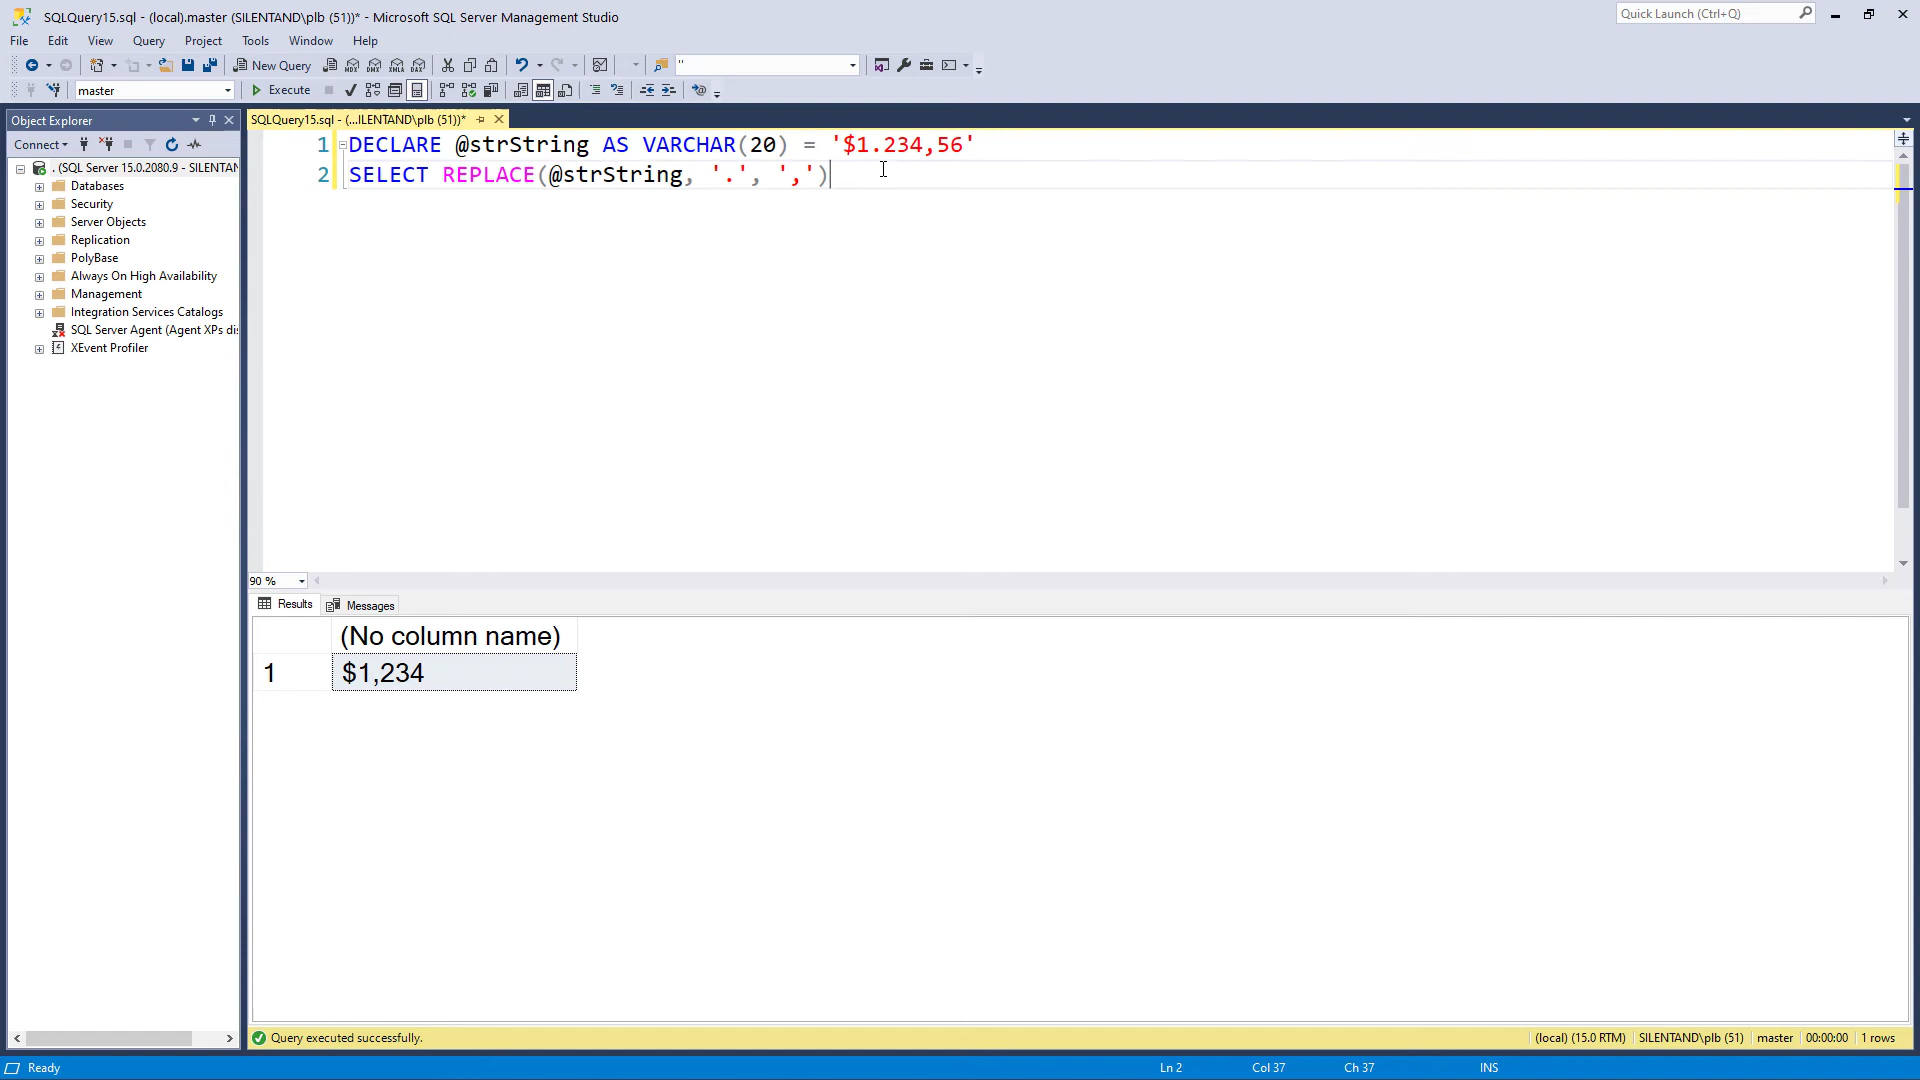 SQLQuery15.sql - (local).master (SILENTAND\plb (51))* - Microsoft SQL Server Management Studio
Quick Launch (Ctrl+Q)
File Edit View Query Project Tools Window Help
New Query
MDX DMX XMLA DAX
"
master
Execute
Object Explorer
SQLQuery15.sql - (...ILENTAND\plb (51))*
Connect
. (SQL Server 15.0.2080.9 - SILENTAN
Databases
Security
Server Objects
Replication
PolyBase
Always On High Availability
Management
Integration Services Catalogs
SQL Server Agent (Agent XPs dis
XEvent Profiler
1 DECLARE @strString AS VARCHAR(20) = '$1.234,56'
2 SELECT REPLACE(@strString, '.', ',')
90 %
Results Messages
(No column name)
1 $1,234
Query executed successfully.
(local) (15.0 RTM) SILENTAND\plb (51) master 00:00:00 1 rows
Ready
Ln 2 Col 37 Ch 37 INS